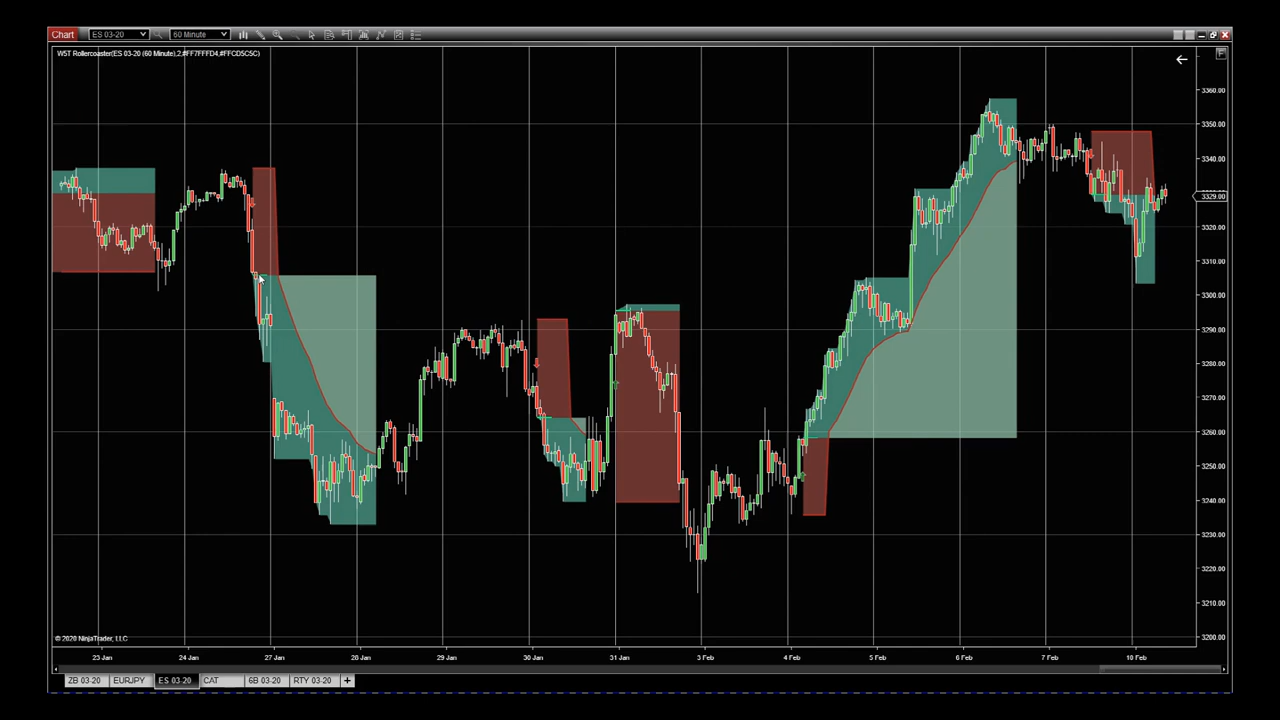 Chart ES 03-20 60 Minute
W5T Rollercoaster(ES 03-20 (60 Minute),2,#FF7FFFD4,#FFCD5C5C)
F
3360.00
3350.00
3340.00
3329.00
3320.00
3310.00
3300.00
3290.00
3280.00
3270.00
3260.00
3250.00
3240.00
3230.00
3220.00
3210.00
3200.00
© 2020 NinjaTrader, LLC
23 Jan 24 Jan 27 Jan 28 Jan 29 Jan 30 Jan 31 Jan 3 Feb 4 Feb 5 Feb 6 Feb 7 Feb 10 Feb
ZB 03-20 EURJPY ES 03-20 CAT 6B 03-20 RTY 03-20 +